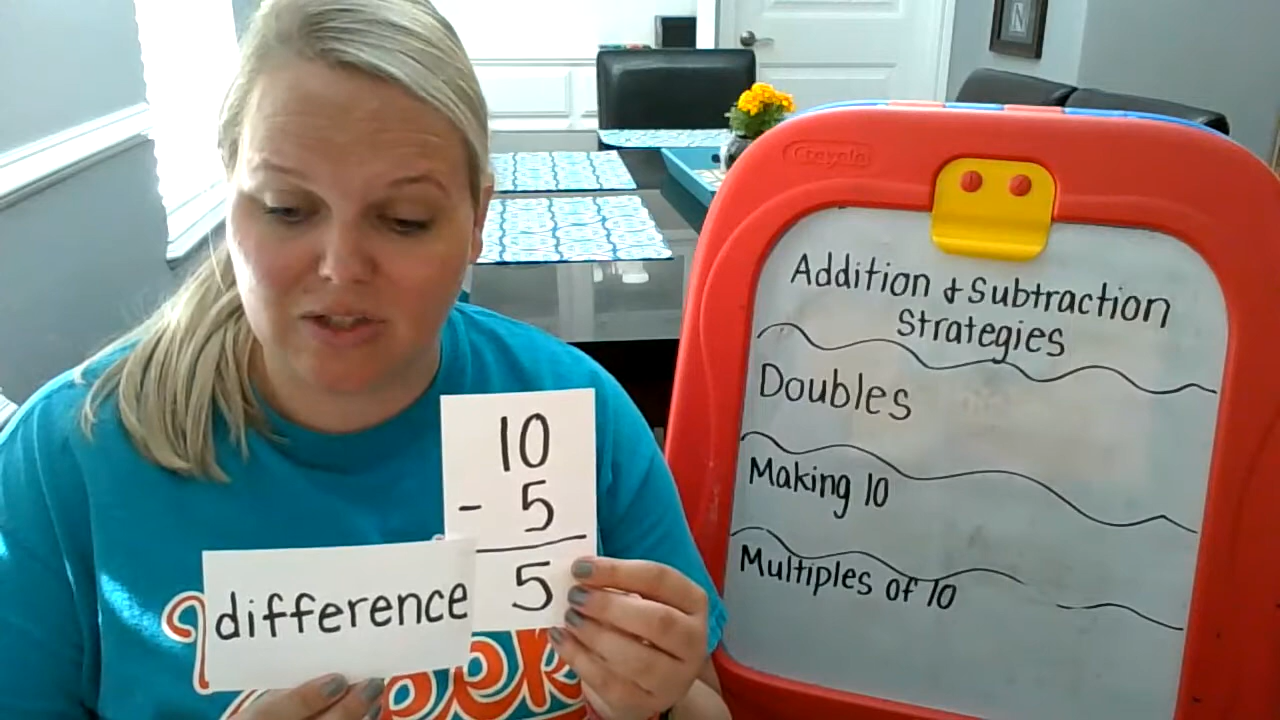 Crayola
Addition & Subtraction
Strategies
Doubles
Making 10
Multiples of 10
10
- 5
5
difference
N